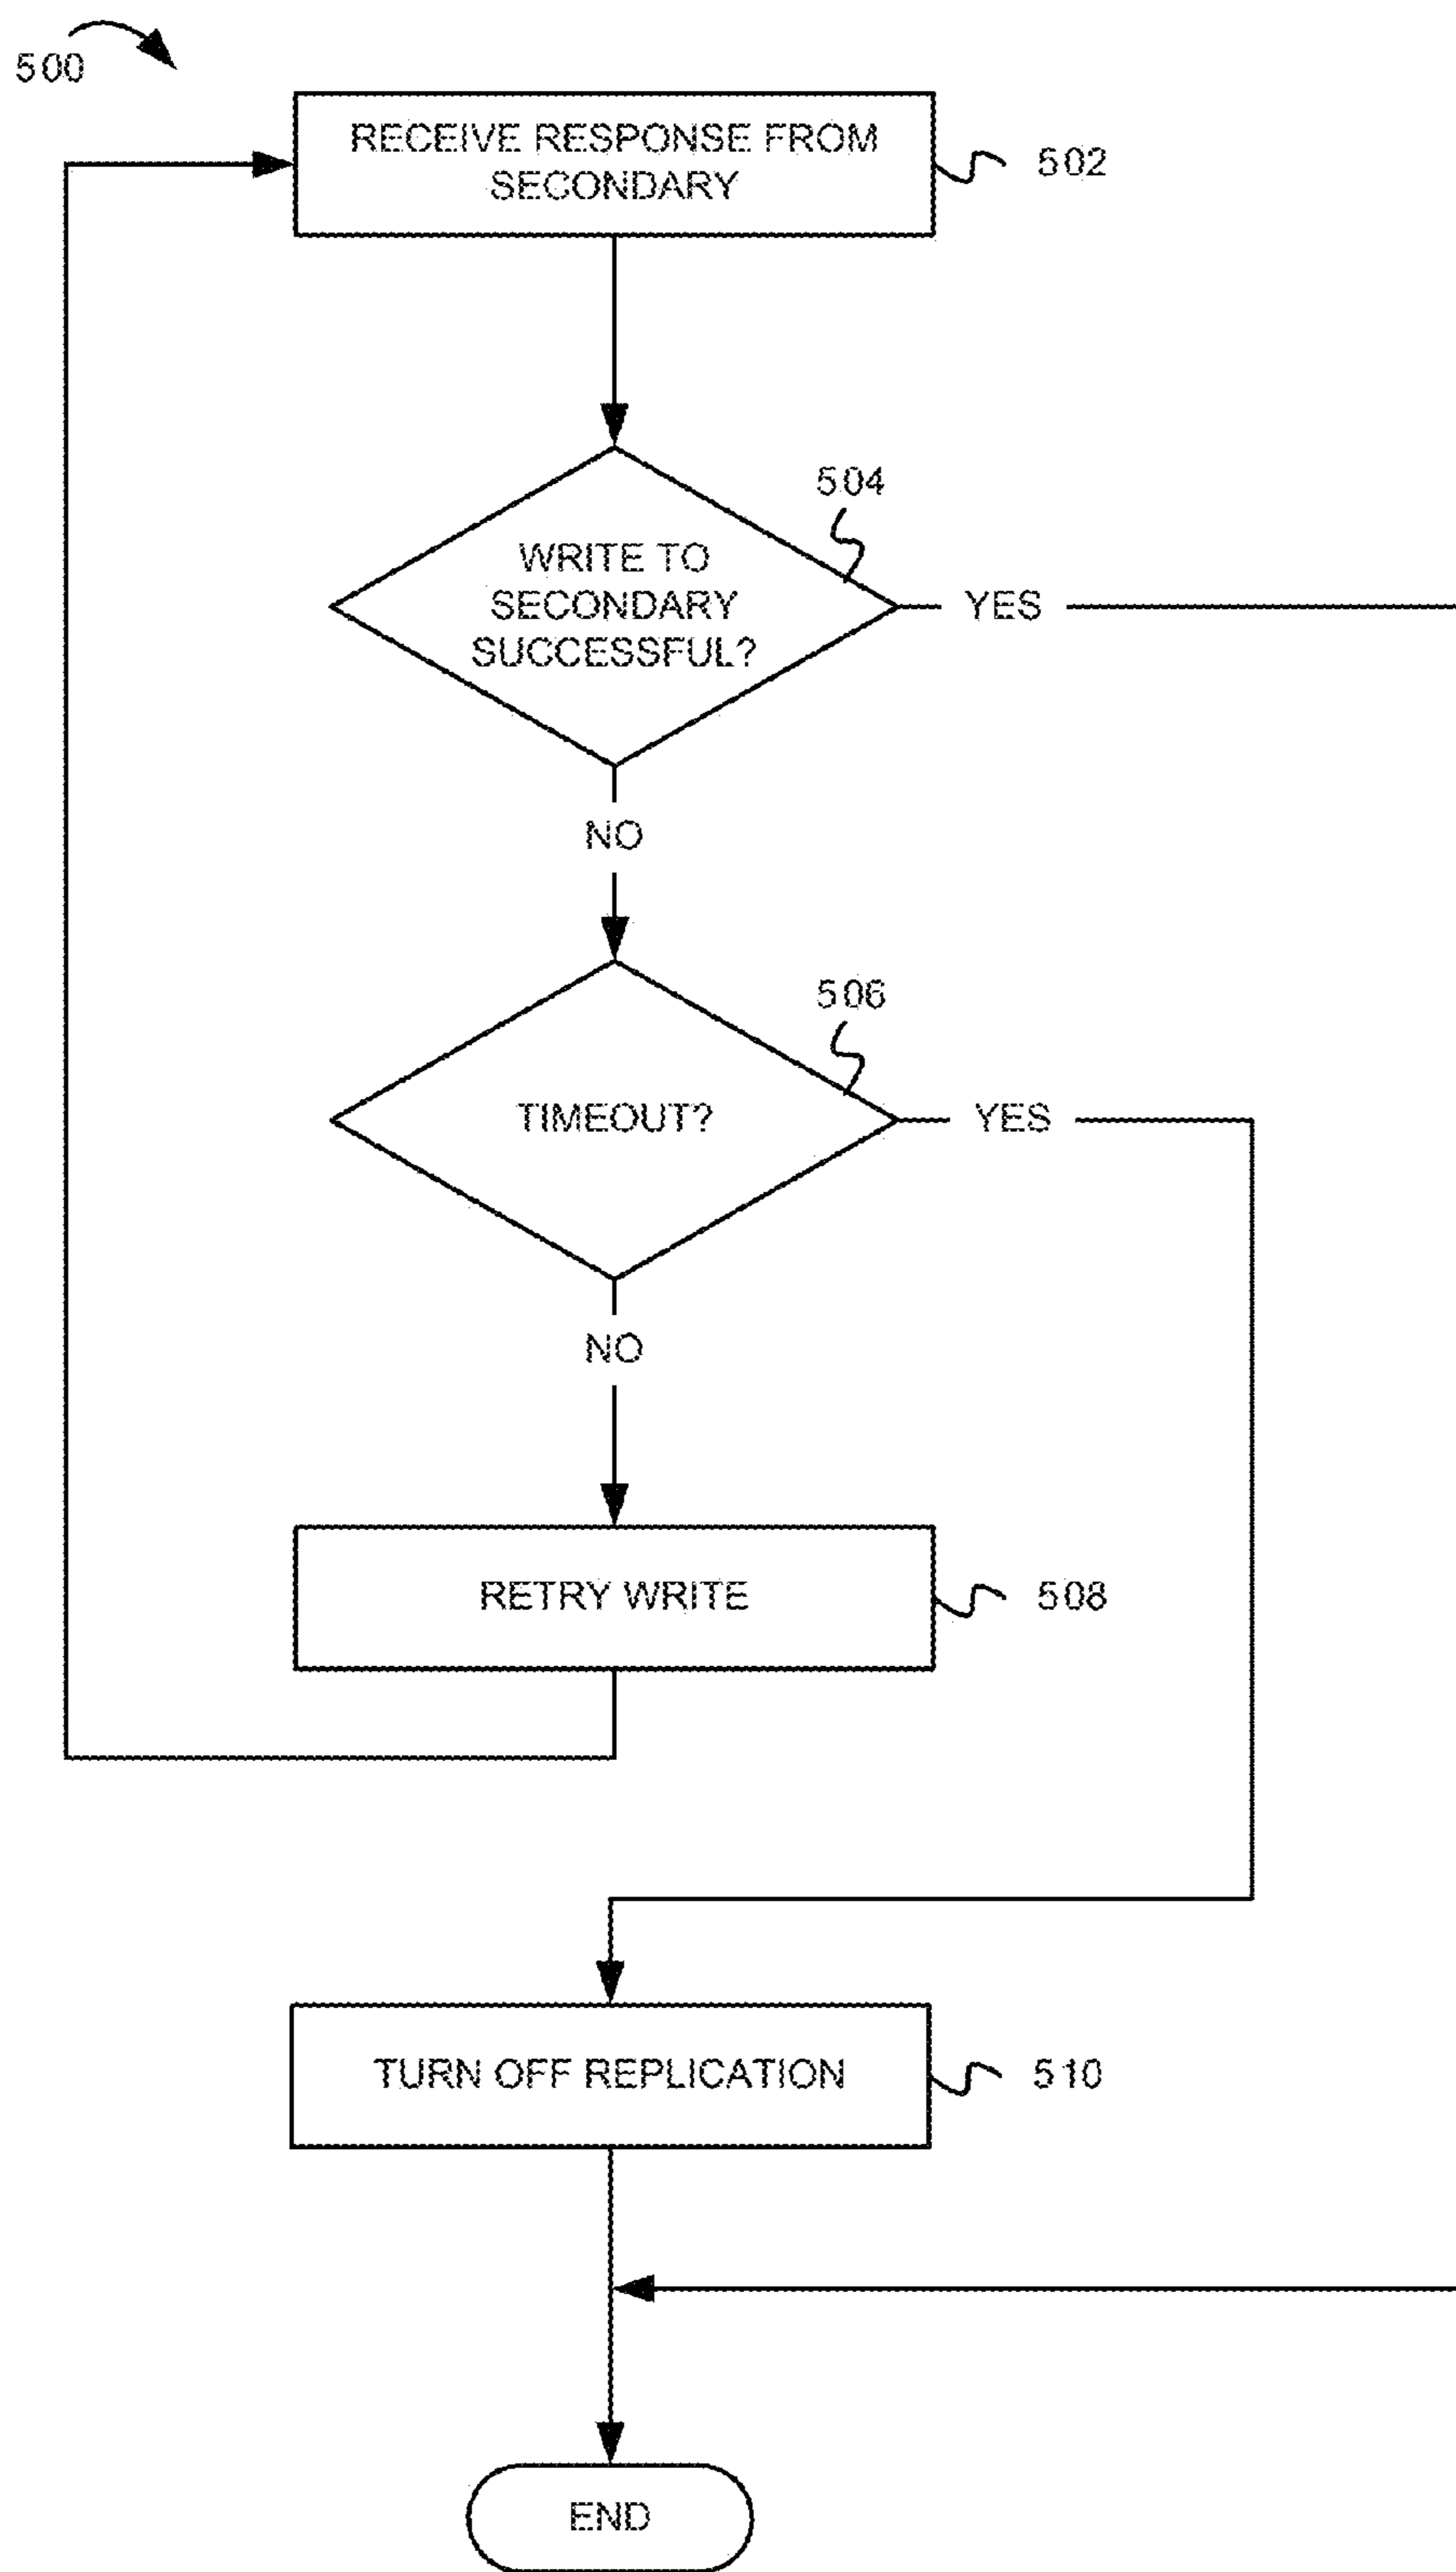 500
RECEIVE RESPONSE FROM
SECONDARY
502
504
WRITE TO
SECONDARY
SUCCESSFUL?
YES
NO
506
TIMEOUT?
YES
NO
RETRY WRITE
508
TURN OFF REPLICATION
510
END